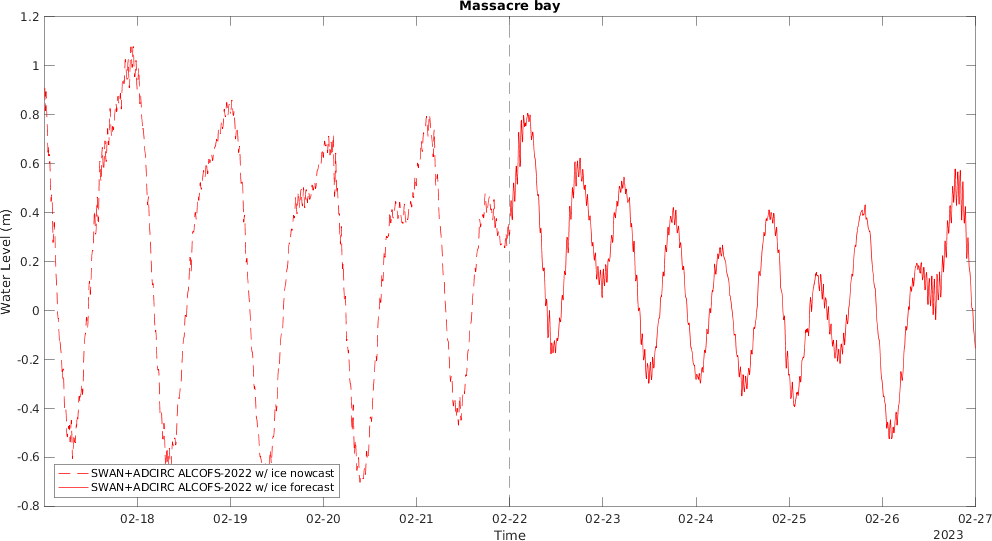 Massacre bay
1.2
1
0.8
0.6
0.4
0.2
0
-0.2
-0.4
-0.6
-0.8
Water Level (m)
SWAN+ADCIRC ALCOFS-2022 w/ ice nowcast
SWAN+ADCIRC ALCOFS-2022 w/ ice forecast
02-18 02-19 02-20 02-21 02-22 02-23 02-24 02-25 02-26 02-27
Time
2023